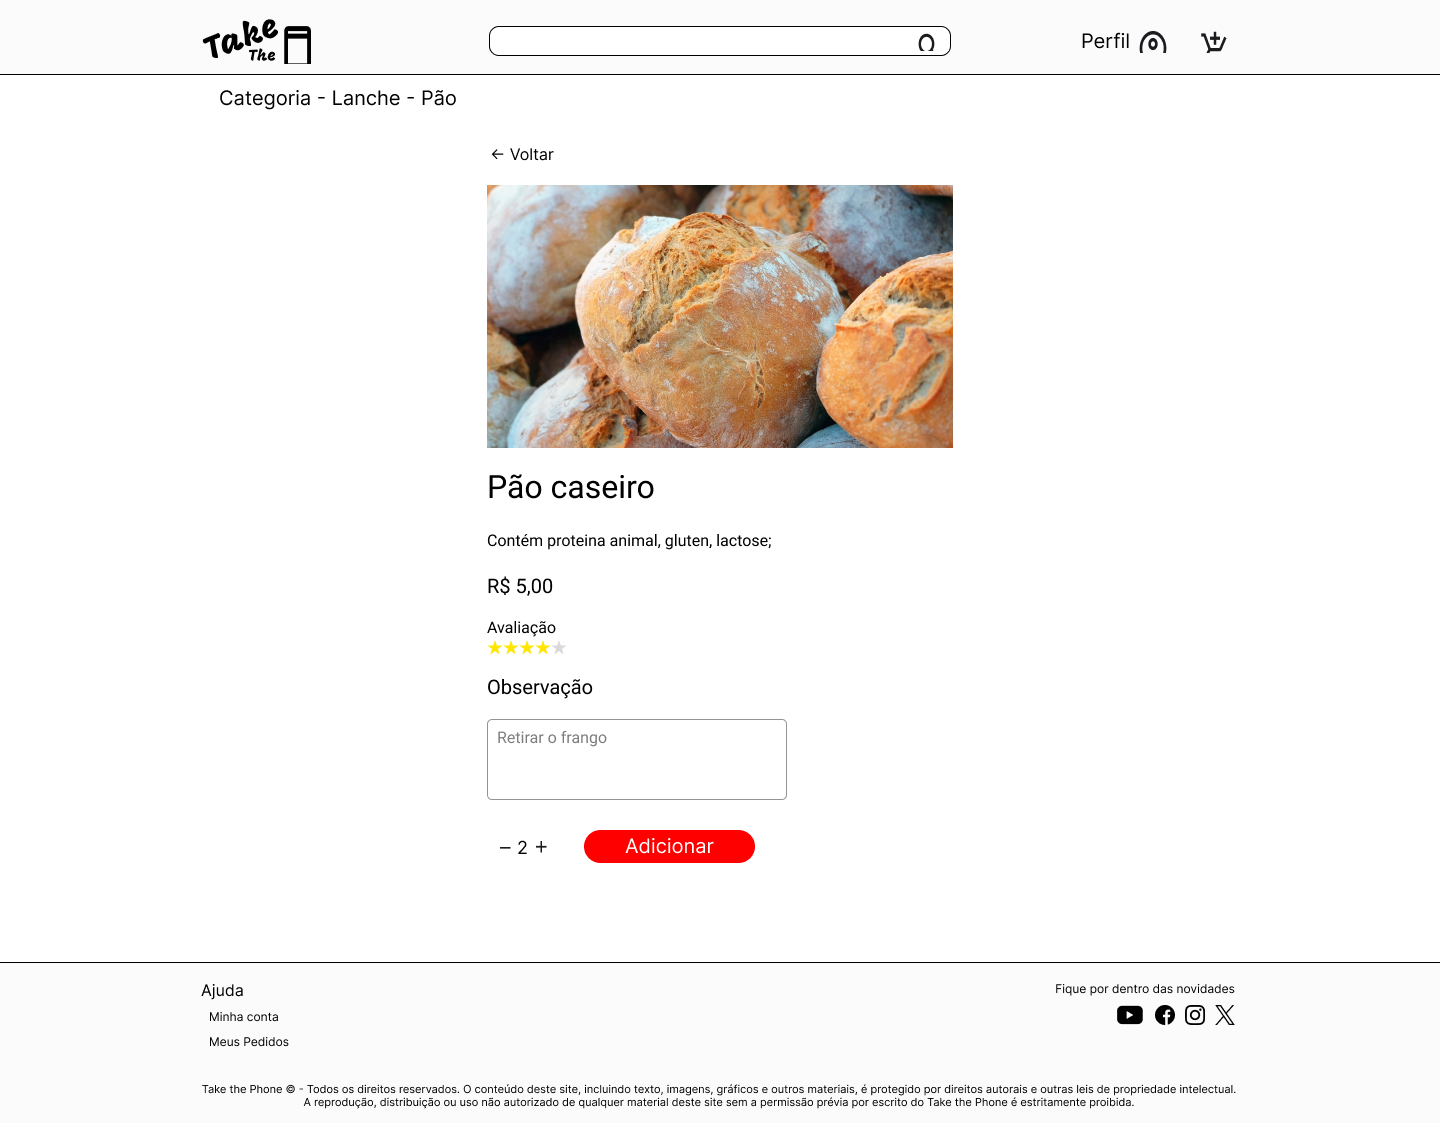 Take
The
Perfil
Categoria - Lanche - Pão
← Voltar
Pão caseiro
Contém proteina animal, gluten, lactose;
R$ 5,00
Avaliação
★★★★★
Observação
Retirar o frango
– 2 +
Adicionar
Ajuda
Fique por dentro das novidades
Minha conta
Meus Pedidos
Take the Phone © - Todos os direitos reservados. O conteúdo deste site, incluindo texto, imagens, gráficos e outros materiais, é protegido por direitos autorais e outras leis de propriedade intelectual.
A reprodução, distribuição ou uso não autorizado de qualquer material deste site sem a permissão prévia por escrito do Take the Phone é estritamente proibida.